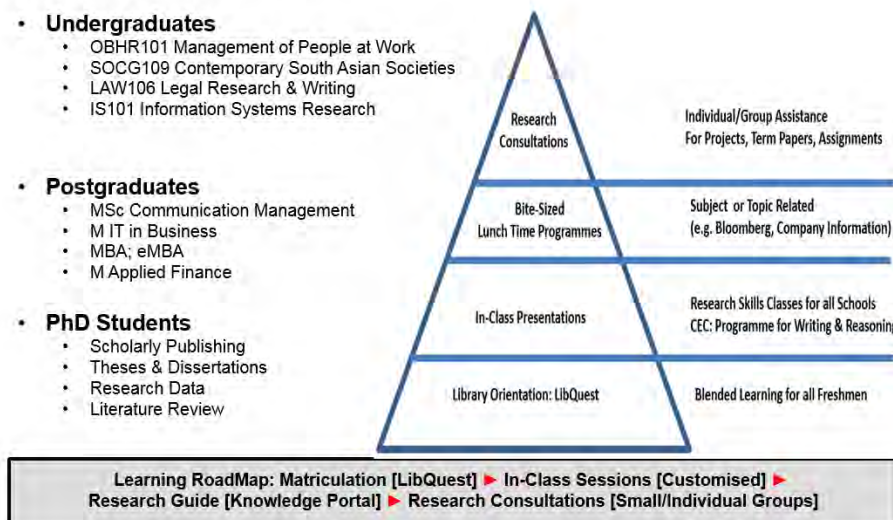 • Undergraduates
• OBHR101 Management of People at Work
• SOCG109 Contemporary South Asian Societies
• LAW106 Legal Research & Writing
• IS101 Information Systems Research
• Postgraduates
• MSc Communication Management
• M IT in Business
• MBA; eMBA
• M Applied Finance
• PhD Students
• Scholarly Publishing
• Theses & Dissertations
• Research Data
• Literature Review
Research
Consultations
Individual/Group Assistance
For Projects, Term Papers, Assignments
Bite-Sized
Lunch Time Programmes
Subject or Topic Related
(e.g. Bloomberg, Company Information)
In-Class Presentations
Research Skills Classes for all Schools
CEC: Programme for Writing & Reasoning
Library Orientation: LibQuest
Blended Learning for all Freshmen
Learning RoadMap: Matriculation [LibQuest] ► In-Class Sessions [Customised] ►
Research Guide [Knowledge Portal] ► Research Consultations [Small/Individual Groups]